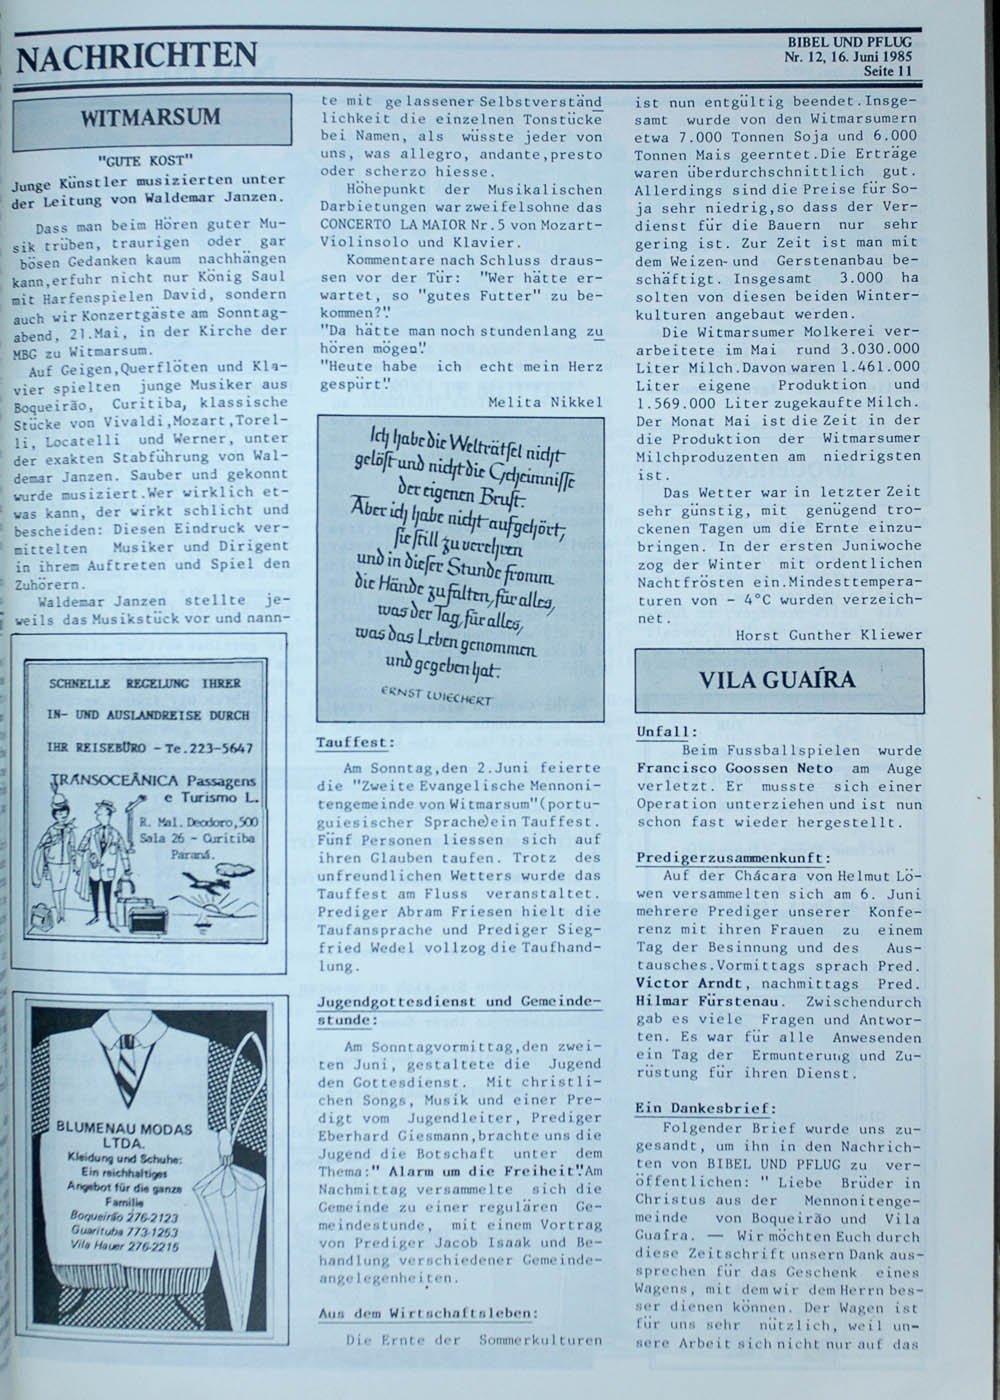 NACHRICHTEN
BIBEL UND PFLUG
Nr. 12, 16. Juni 1985
Seite 11
WITMARSUM
"GUTE KOST"
Junge Künstler musizierten unter
der Leitung von Waldemar Janzen.
Dass man beim Hören guter Mu-
sik trüben, traurigen oder gar
bösen Gedanken kaum nachhängen
kann,erfuhr nicht nur König Saul
mit Harfenspielen David, sondern
auch wir Konzertgäste am Sonntag-
abend, 21.Mai, in der Kirche der
MBG zu Witmarsum.
Auf Geigen,Querflöten und Kla-
vier spielten junge Musiker aus
Boqueirão, Curitiba, klassische
Stücke von Vivaldi,Mozart,Torel-
li, Locatelli und Werner, unter
der exakten Stabführung von Wal-
demar Janzen. Sauber und gekonnt
wurde musiziert.Wer wirklich et-
was kann, der wirkt schlicht und
bescheiden: Diesen Eindruck ver-
mittelten Musiker und Dirigent
in ihrem Auftreten und Spiel den
Zuhörern.
Waldemar Janzen stellte je-
weils das Musikstück vor und nann-
SCHNELLE REGELUNG IHRER
IN- UND AUSLANDREISE DURCH
IHR REISEBÜRO - Te. 223-5647
TRANSOCEÂNICA Passagens
e Turismo L.
R. Mal. Deodoro, 500
Sala 26 - Curitiba
Paraná.
BLUMENAU MODAS
LTDA.
Kleidung und Schuhe:
Ein reichhaltiges
Angebot für die ganze
Familie
Boqueirão 276-2123
Guarituba 773-1253
Vila Hauer 276-2215
te mit gelassener Selbstverständ
lichkeit die einzelnen Tonstücke
bei Namen, als wüsste jeder von
uns, was allegro, andante,presto
oder scherzo hiesse.
Höhepunkt der Musikalischen
Darbietungen war zweifelsohne das
CONCERTO LA MAIOR Nr. 5 von Mozart-
Violinsolo und Klavier.
Kommentare nach Schluss draus-
sen vor der Tür: "Wer hätte er-
wartet, so "gutes Futter" zu be-
kommen?"
"Da hätte man noch stundenlang zu
hören mögen"
"Heute habe ich echt mein Herz
gespürt"
Melita Nikkel
Ich habe die Welträtsel nicht
gelöst und nicht die Geheimnisse
der eigenen Brust.
Aber ich habe nicht aufgehört,
sie still zu verehren
und in dieser Stunde fromm
die Hände zu falten, für alles,
was der Tag, für alles,
was das Leben genommen
und gegeben hat.
ERNST WIECHERT
Tauffest:
Am Sonntag,den 2.Juni feierte
die "Zweite Evangelische Mennoni-
tengemeinde von Witmarsum"(portu-
guiesischer Sprache)ein Tauffest.
Fünf Personen liessen sich auf
ihren Glauben taufen. Trotz des
unfreundlichen Wetters wurde das
Tauffest am Fluss veranstaltet.
Prediger Abram Friesen hielt die
Taufansprache und Prediger Sieg-
fried Wedel vollzog die Taufhand-
lung.
Jugendgottesdienst und Gemeinde-
stunde:
Am Sonntagvormittag,den zwei-
ten Juni, gestaltete die Jugend
den Gottesdienst. Mit christli-
chen Songs, Musik und einer Pre-
digt vom Jugendleiter, Prediger
Eberhard Giesmann,brachte uns die
Jugend die Botschaft unter dem
Thema:" Alarm um die Freiheit".Am
Nachmittag versammelte sich die
Gemeinde zu einer regulären Ge-
meindestunde, mit einem Vortrag
von Prediger Jacob Isaak und Be-
handlung verschiedener Gemeinde-
angelegenheiten.
Aus dem Wirtschaftsleben:
Die Ernte der Sommerkulturen
ist nun entgültig beendet.Insge-
samt wurde von den Witmarsumern
etwa 7.000 Tonnen Soja und 6.000
Tonnen Mais geerntet.Die Erträge
waren überdurchschnittlich gut.
Allerdings sind die Preise für So-
ja sehr niedrig,so dass der Ver-
dienst für die Bauern nur sehr
gering ist. Zur Zeit ist man mit
dem Weizen- und Gerstenanbau be-
schäftigt. Insgesamt 3.000 ha
solten von diesen beiden Winter-
kulturen angebaut werden.
Die Witmarsumer Molkerei ver-
arbeitete im Mai rund 3.030.000
Liter Milch.Davon waren 1.461.000
Liter eigene Produktion und
1.569.000 Liter zugekaufte Milch.
Der Monat Mai ist die Zeit in der
die Produktion der Witmarsumer
Milchproduzenten am niedrigsten
ist.
Das Wetter war in letzter Zeit
sehr günstig, mit genügend tro-
ckenen Tagen um die Ernte einzu-
bringen. In der ersten Juniwoche
zog der Winter mit ordentlichen
Nachtfrösten ein.Mindesttempera-
turen von - 4°C wurden verzeich-
net.
Horst Gunther Kliewer
VILA GUAÍRA
Unfall:
Beim Fussballspielen wurde
Francisco Goossen Neto am Auge
verletzt. Er musste sich einer
Operation unterziehen und ist nun
schon fast wieder hergestellt.
Predigerzusammenkunft:
Auf der Chácara von Helmut Lö-
wen versammelten sich am 6. Juni
mehrere Prediger unserer Konfe-
renz mit ihren Frauen zu einem
Tag der Besinnung und des Aus-
tausches.Vormittags sprach Pred.
Victor Arndt, nachmittags Pred.
Hilmar Fürstenau. Zwischendurch
gab es viele Fragen und Antwor-
ten. Es war für alle Anwesenden
ein Tag der Ermunterung und Zu-
rüstung für ihren Dienst.
Ein Dankesbrief:
Folgender Brief wurde uns zu-
gesandt, um ihn in den Nachrich-
ten von BIBEL UND PFLUG zu ver-
öffentlichen: " Liebe Brüder in
Christus aus der Mennonitenge-
meinde von Boqueirão und Vila
Guaíra. — Wir möchten Euch durch
diese Zeitschrift unsern Dank aus-
sprechen für das Geschenk eines
Wagens, mit dem wir dem Herrn bes-
ser dienen können. Der Wagen ist
für uns sehr nützlich, weil un-
sere Arbeit sich nicht nur auf das